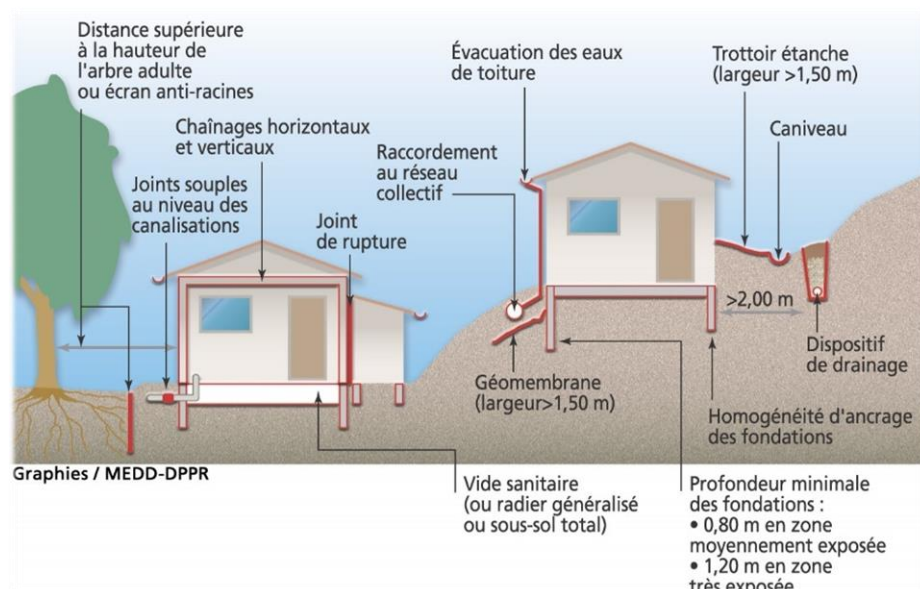 Distance supérieure
à la hauteur de
l'arbre adulte
ou écran anti-racines
Chaînages horizontaux
et verticaux
Joints souples
au niveau des
canalisations
Joint
de rupture
Évacuation des eaux
de toiture
Raccordement
au réseau
collectif
Trottoir étanche
(largeur >1,50 m)
Caniveau
>2,00 m
Dispositif
de drainage
Géomembrane
(largeur>1,50 m)
Homogénéité d'ancrage
des fondations
Graphies / MEDD-DPPR
Vide sanitaire
(ou radier généralisé
ou sous-sol total)
Profondeur minimale
des fondations :
• 0,80 m en zone
moyennement exposée
• 1,20 m en zone
très exposée